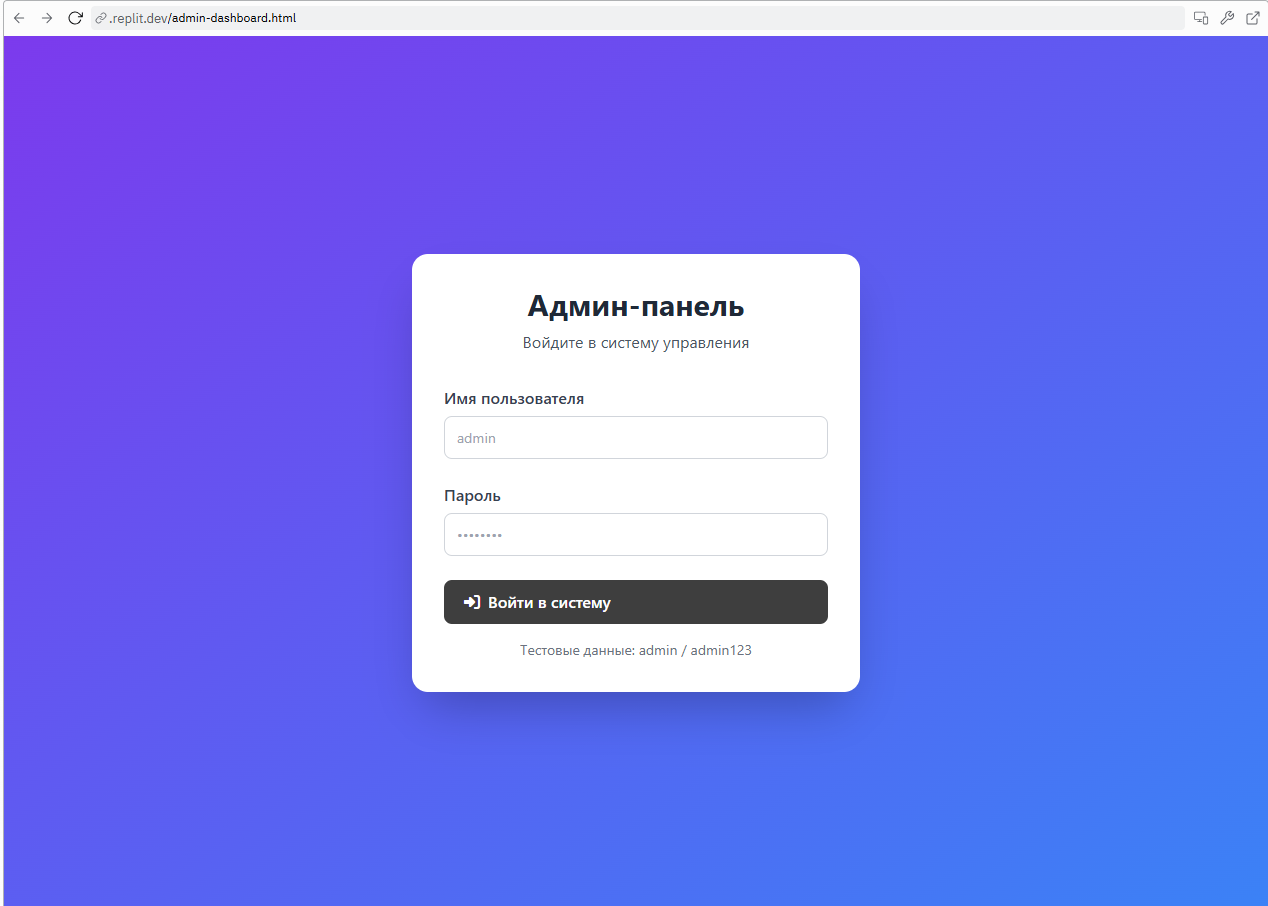 .replit.dev/admin-dashboard.html
Админ-панель
Войдите в систему управления
Имя пользователя
admin
Пароль
••••••••
Войти в систему
Тестовые данные: admin / admin123